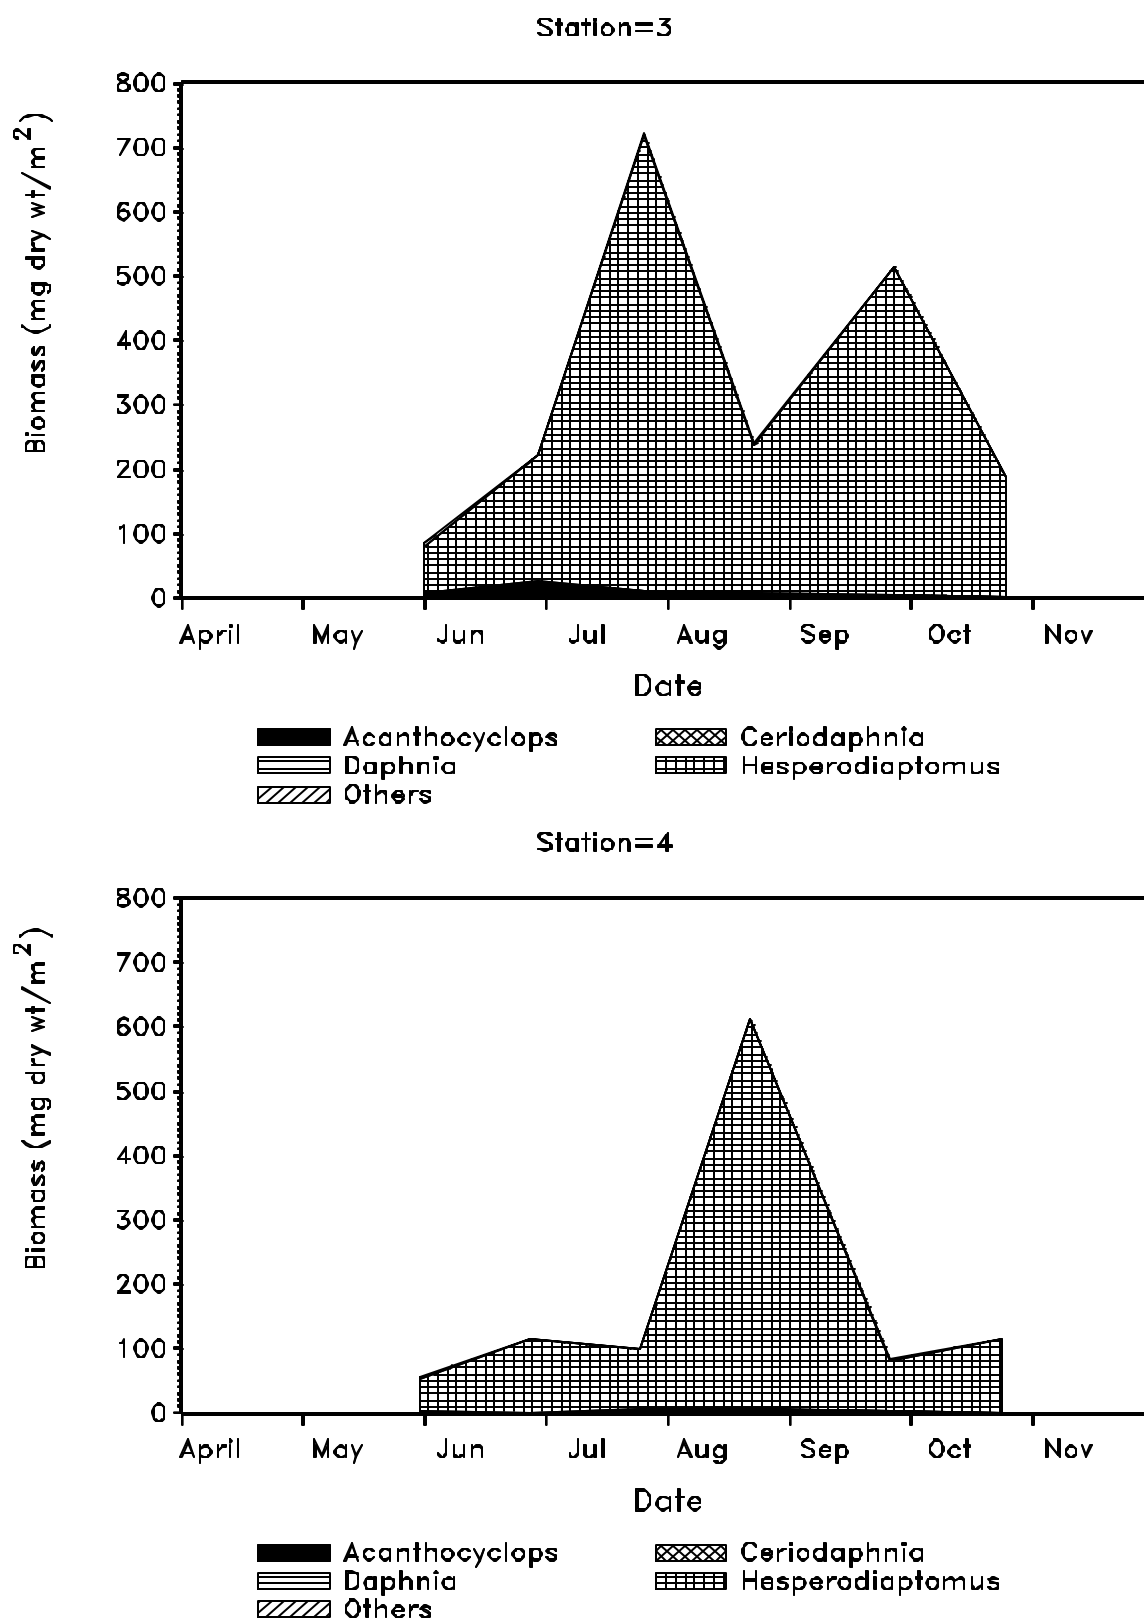 Station=3
Biomass (mg dry wt/m²)
800
700
600
500
400
300
200
100
0
April May Jun Jul Aug Sep Oct Nov
Date
Acanthocyclops Ceriodaphnia
Daphnia Hesperodiaptomus
Others
Station=4
Biomass (mg dry wt/m²)
800
700
600
500
400
300
200
100
0
April May Jun Jul Aug Sep Oct Nov
Date
Acanthocyclops Ceriodaphnia
Daphnia Hesperodiaptomus
Others